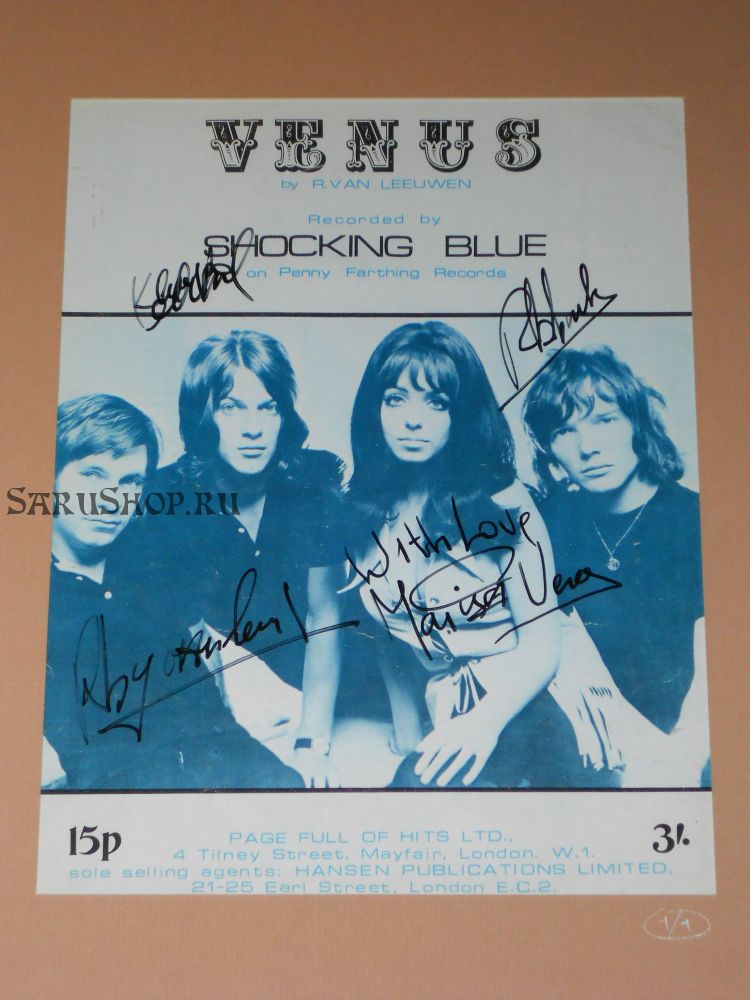 VENUS
by R.VAN LEEUWEN
Recorded by
SHOCKING BLUE
on Penny Farthing Records
SARUSHOP.RU
With Love
Mariska Veres
15p
3/-
PAGE FULL OF HITS LTD.,
4 Tilney Street, Mayfair, London. W.1.
sole selling agents: HANSEN PUBLICATIONS LIMITED.
21-25 Earl Street, London E.C.2.
1/1